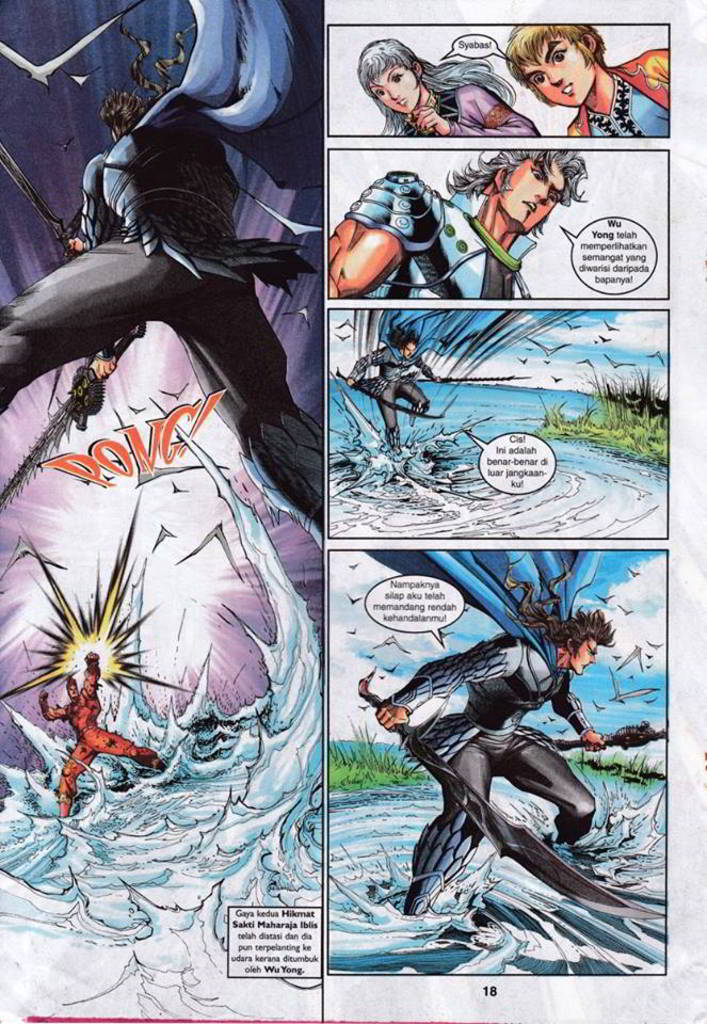 PONG
Gaya kedua Hikmat
Sakti Maharaja Iblis
telah diatasi dan dia
pun terpelanting ke
udara kerana ditumbuk
oleh Wu Yong.
Syabas!
Wu
Yong telah
memperlihatkan
semangat yang
diwarisi daripada
bapanya!
Cis!
Ini adalah
benar-benar di
luar jangkaan-
ku!
Nampaknya
silap aku telah
memandang rendah
kehandalanmu!
18